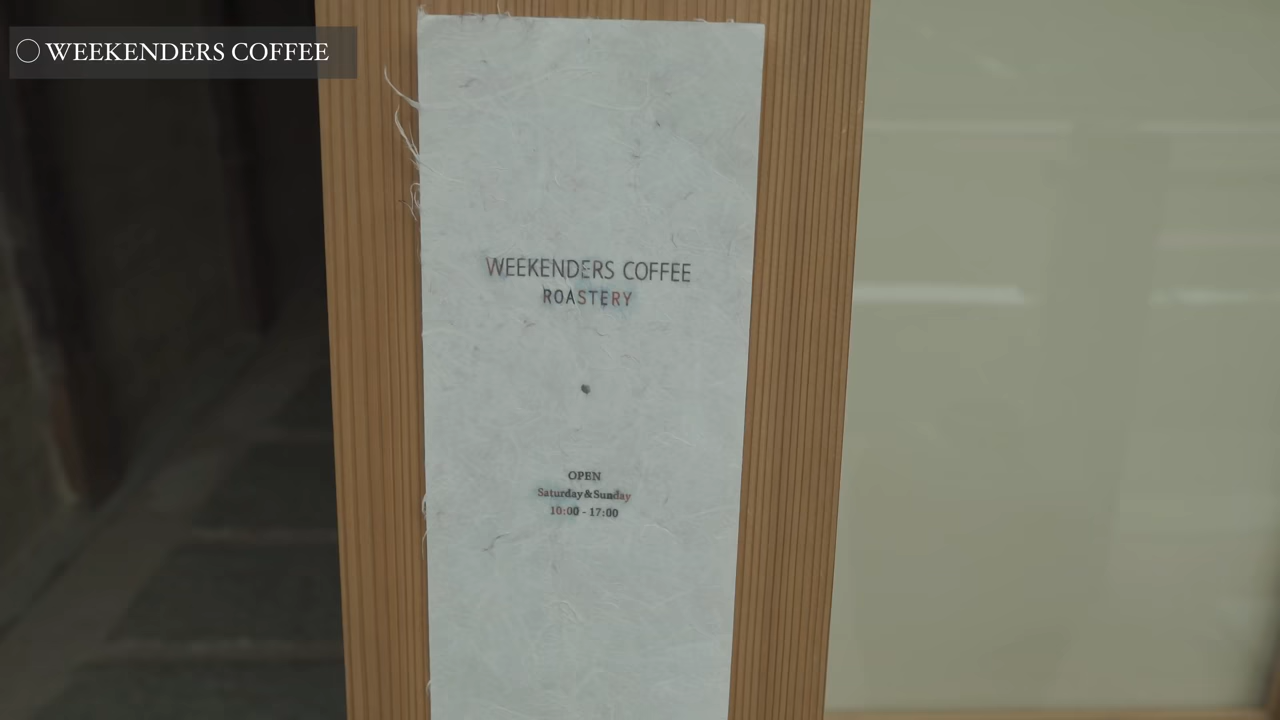 WEEKENDERS COFFEE
WEEKENDERS COFFEE
ROASTERY
OPEN
Saturday&Sunday
10:00 - 17:00